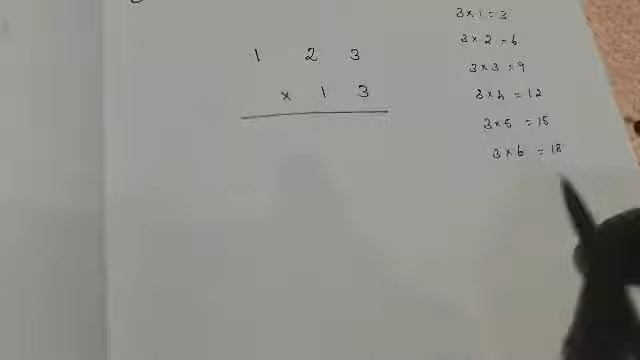 1 2 3
× 1 3
3 × 1 = 3
3 × 2 = 6
3 × 3 = 9
3 × 4 = 12
3 × 5 = 15
3 × 6 = 18